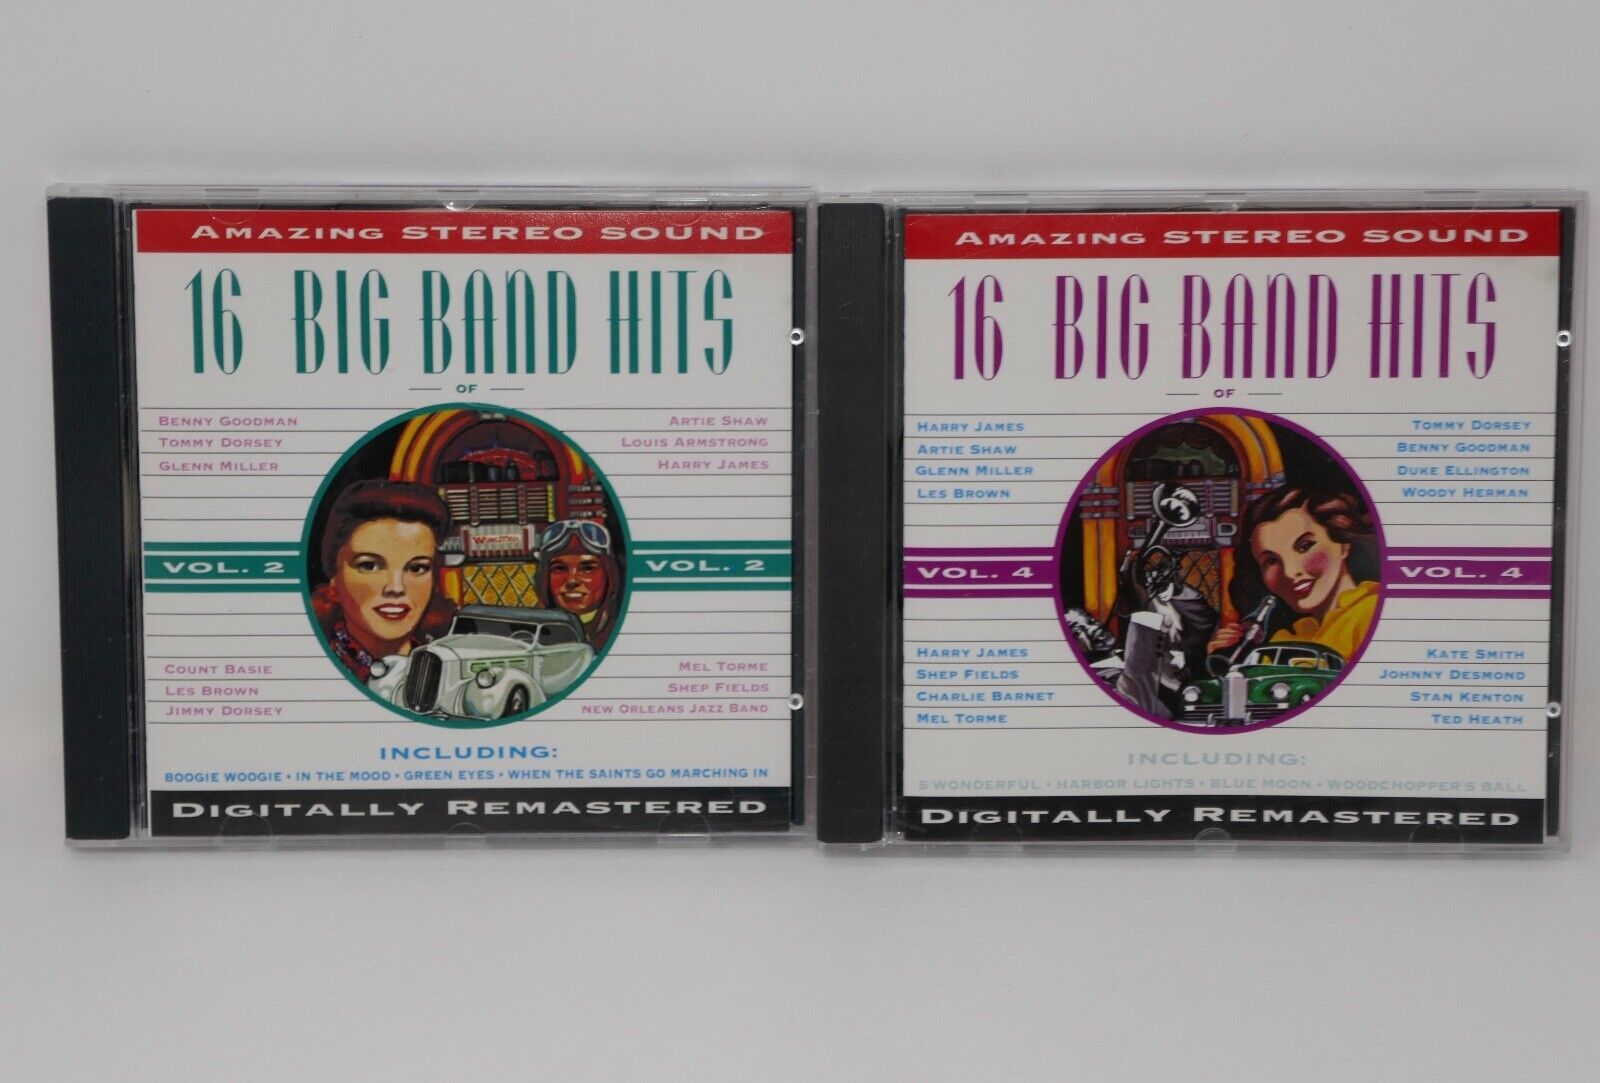 AMAZING STEREO SOUND
16 BIG BAND HITS
OF
BENNY GOODMAN
TOMMY DORSEY
GLENN MILLER
ARTIE SHAW
LOUIS ARMSTRONG
HARRY JAMES
VOL. 2
VOL. 2
COUNT BASIE
LES BROWN
JIMMY DORSEY
MEL TORME
SHEP FIELDS
NEW ORLEANS JAZZ BAND
INCLUDING:
BOOGIE WOOGIE • IN THE MOOD • GREEN EYES • WHEN THE SAINTS GO MARCHING IN
DIGITALLY REMASTERED
AMAZING STEREO SOUND
16 BIG BAND HITS
OF
HARRY JAMES
ARTIE SHAW
GLENN MILLER
LES BROWN
TOMMY DORSEY
BENNY GOODMAN
DUKE ELLINGTON
WOODY HERMAN
VOL. 4
VOL. 4
HARRY JAMES
SHEP FIELDS
CHARLIE BARNET
MEL TORME
KATE SMITH
JOHNNY DESMOND
STAN KENTON
TED HEATH
INCLUDING:
S'WONDERFUL • HARBOR LIGHTS • BLUE MOON • WOODCHOPPER'S BALL
DIGITALLY REMASTERED